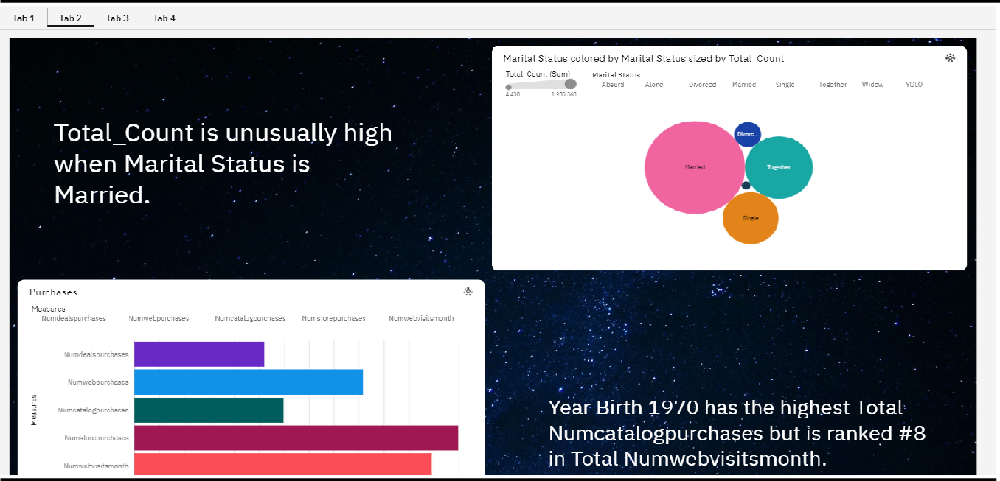 Tab 1 Tab 2 Tab 3 Tab 4
Total_Count is unusually high
when Marital Status is
Married.
Marital Status colored by Marital Status sized by Total_Count
Total_Count (Sum)
4,430 1,936,360
Marital Status
Absurd Alone Divorced Married Single Together Widow YOLO
Divorc...
Married
Together
Single
Purchases
Measures
Numdealspurchases Numwebpurchases Numcatalogpurchases Numstorepurchases Numwebvisitsmonth
Measures
Numdealspurchases
Numwebpurchases
Numcatalogpurchases
Numstorepurchases
Numwebvisitsmonth
Year Birth 1970 has the highest Total
Numcatalogpurchases but is ranked #8
in Total Numwebvisitsmonth.